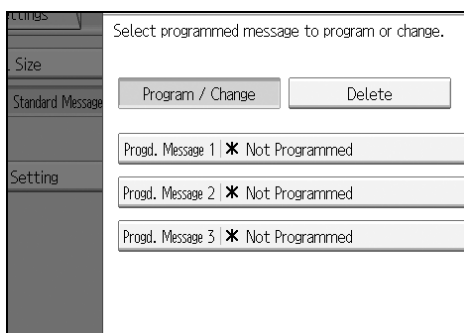 Select programmed message to program or change.
Size
Program / Change
Delete
Standard Message
Progd. Message 1 * Not Programmed
Setting
Progd. Message 2 * Not Programmed
Progd. Message 3 * Not Programmed